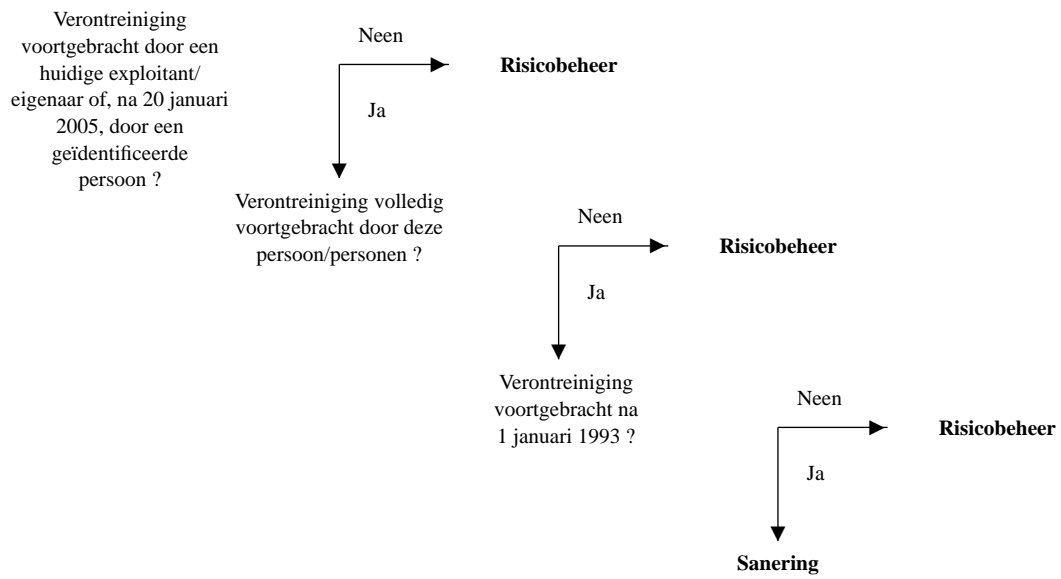 Verontreiniging
voortgebracht door een
huidige exploitant/
eigenaar of, na 20 januari
2005, door een
geïdentificeerde
persoon ?
Neen
Risicobeheer
Ja
Verontreiniging volledig
voortgebracht door deze
persoon/personen ?
Neen
Risicobeheer
Ja
Verontreiniging
voortgebracht na
1 januari 1993 ?
Neen
Risicobeheer
Ja
Sanering